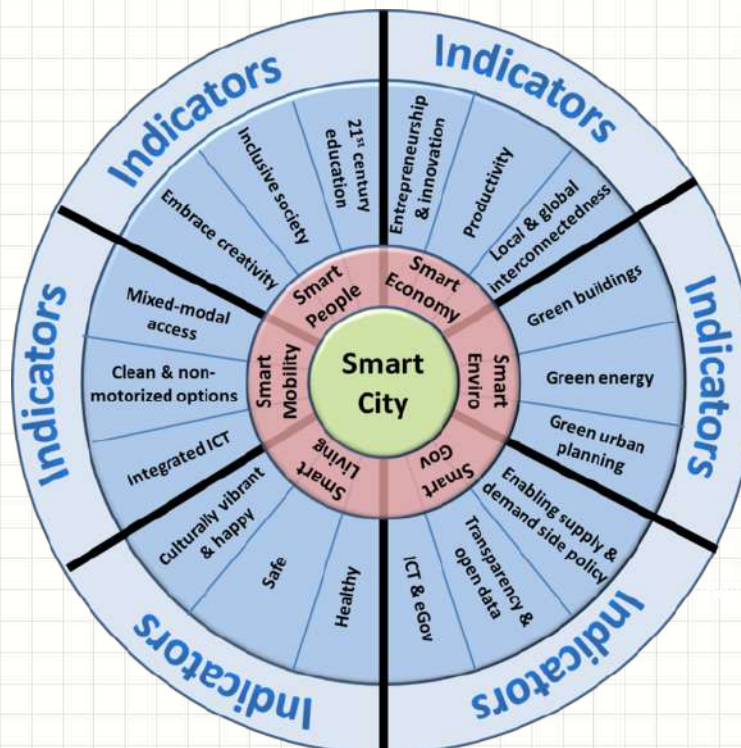 Smart
City
Smart
People
Smart
Economy
Smart
Enviro
Smart
Gov
Smart
Living
Smart
Mobility
Indicators
Embrace creativity
Inclusive society
21st century
education
Indicators
Entrepreneurship
& innovation
Productivity
Local & global
interconnectedness
Indicators
Green buildings
Green energy
Green urban
planning
Indicators
Enabling supply &
demand side policy
Transparency &
open data
ICT & eGov
Indicators
Healthy
Safe
Culturally vibrant
& happy
Indicators
Integrated ICT
Clean & non-
motorized options
Mixed-modal
access